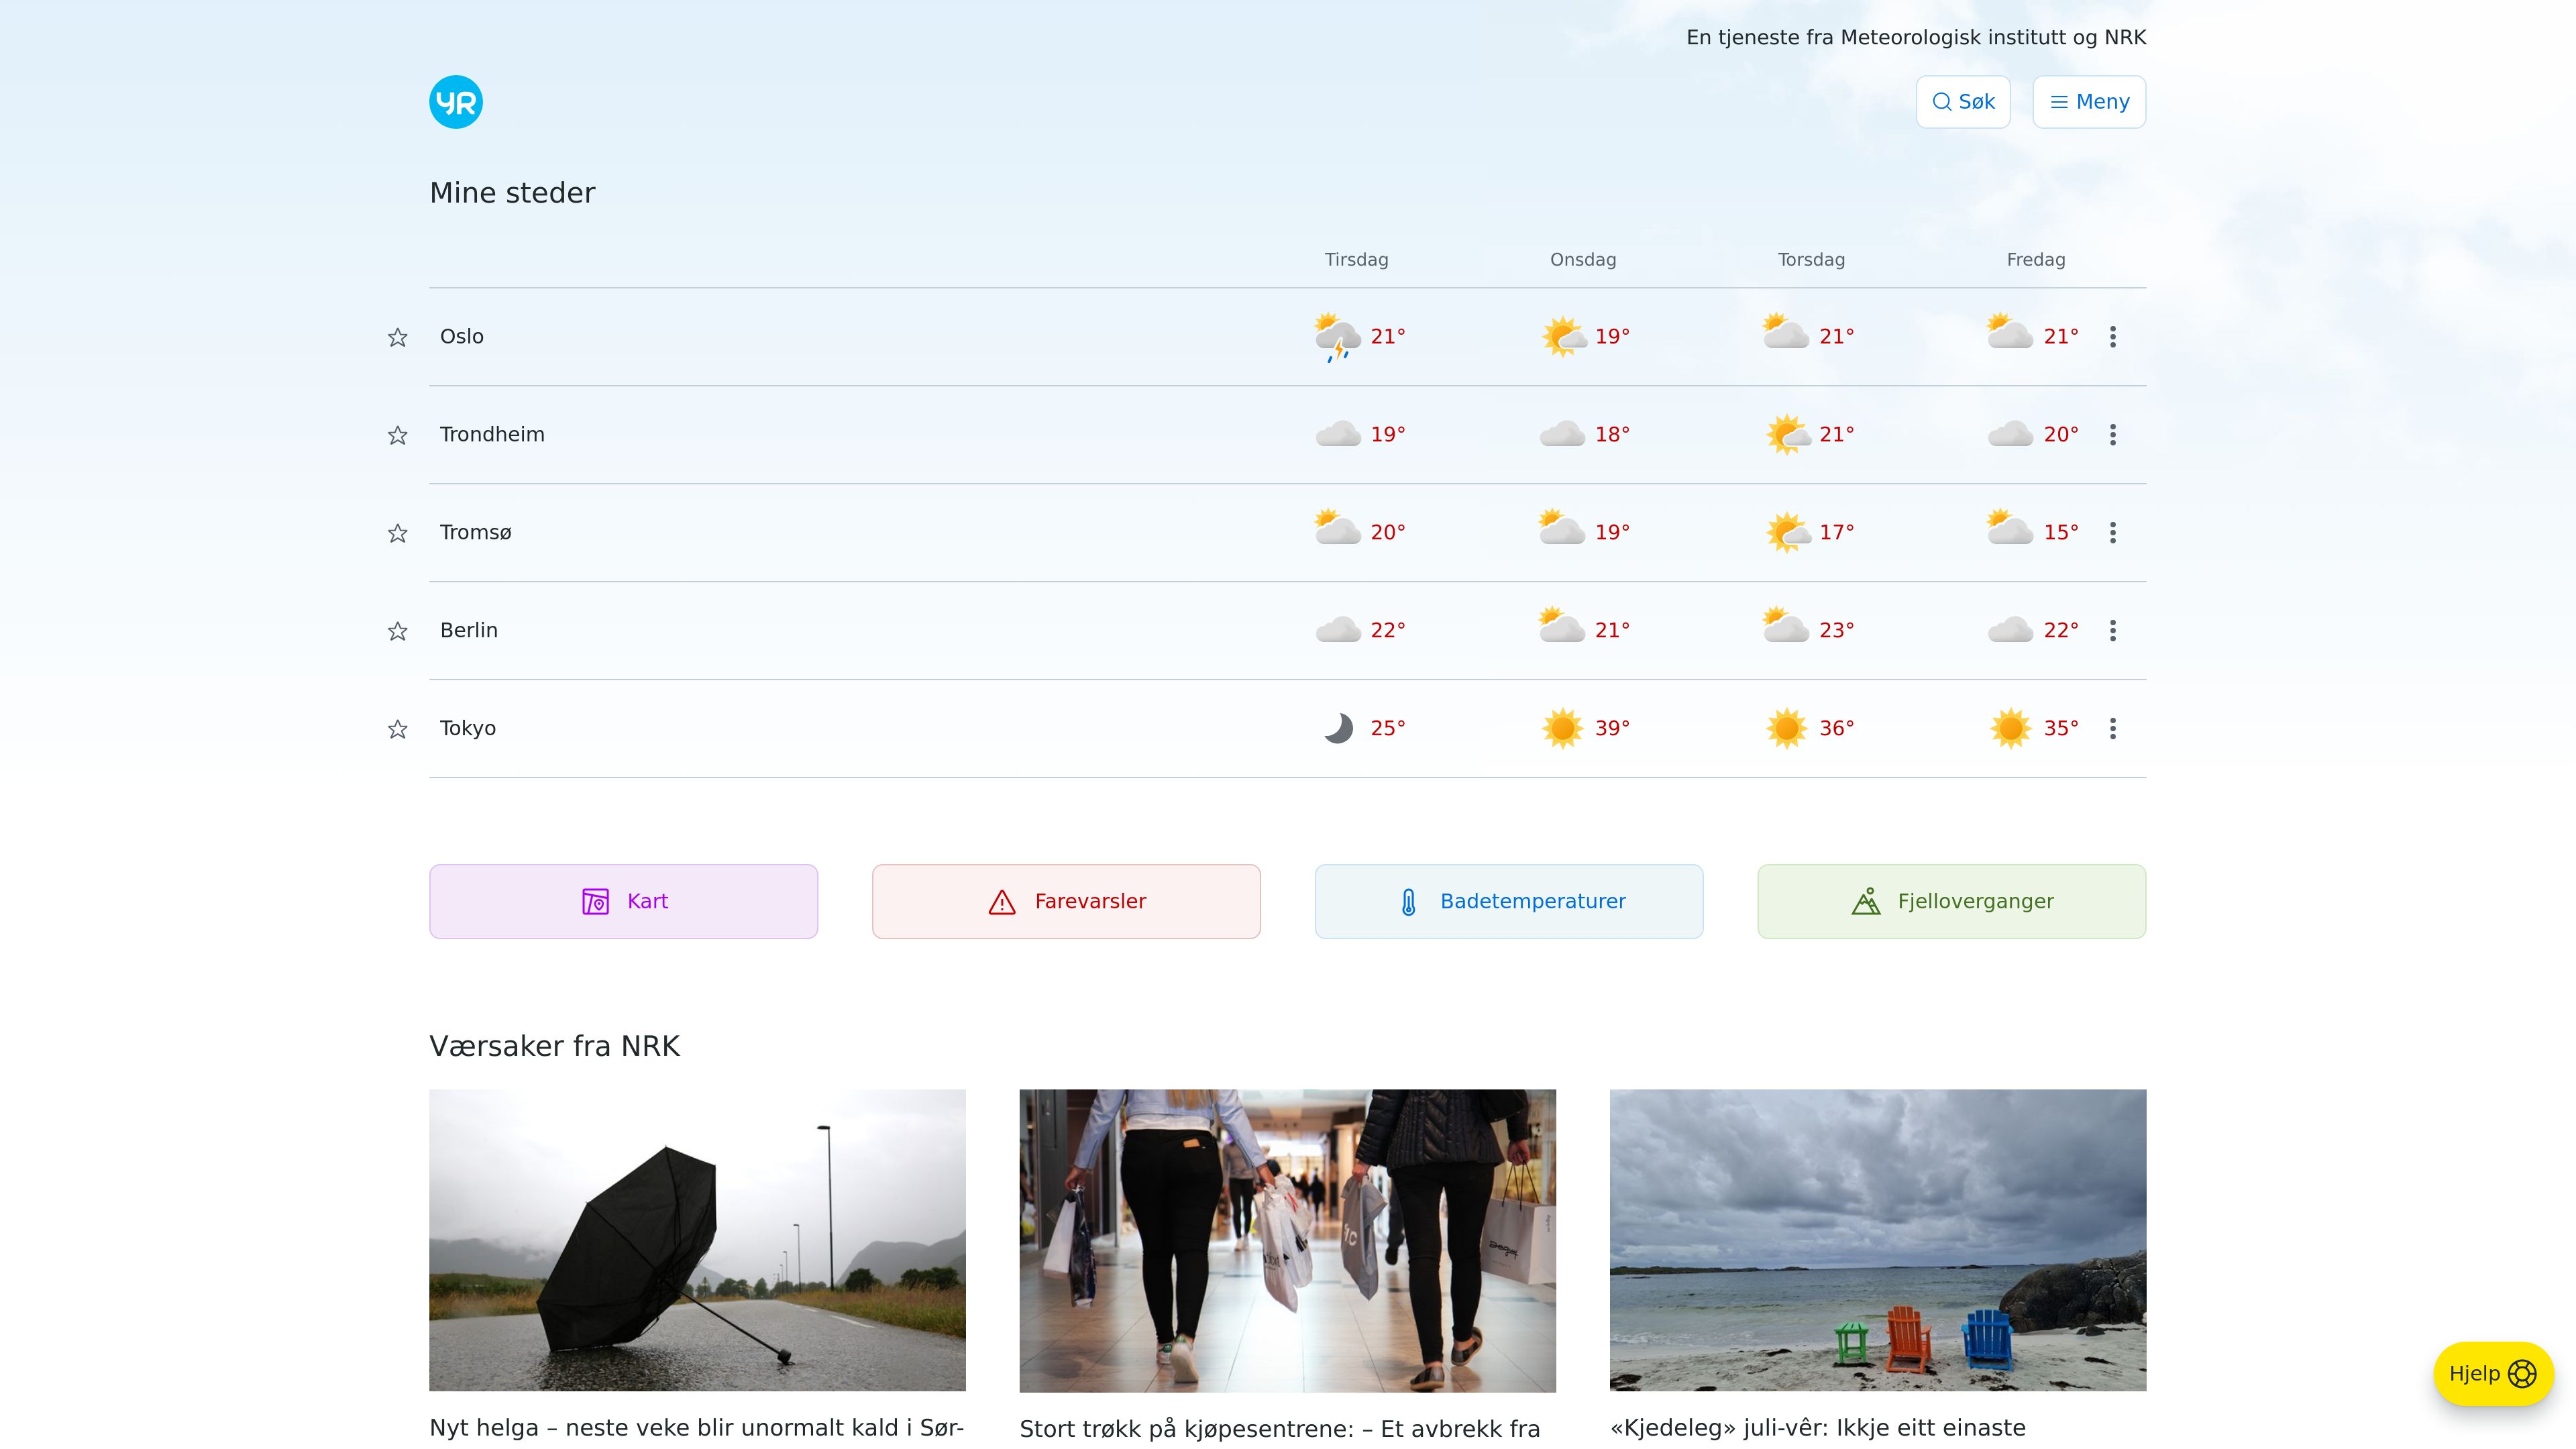 En tjeneste fra Meteorologisk institutt og NRK
YR
Søk
Meny
Mine steder
Tirsdag Onsdag Torsdag Fredag
Oslo 21° 19° 21° 21°
Trondheim 19° 18° 21° 20°
Tromsø 20° 19° 17° 15°
Berlin 22° 21° 23° 22°
Tokyo 25° 39° 36° 35°
Kart
Farevarsler
Badetemperaturer
Fjelloverganger
Værsaker fra NRK
Nyt helga – neste veke blir unormalt kald i Sør-
Stort trøkk på kjøpesentrene: – Et avbrekk fra
«Kjedeleg» juli-vêr: Ikkje eitt einaste
Hjelp